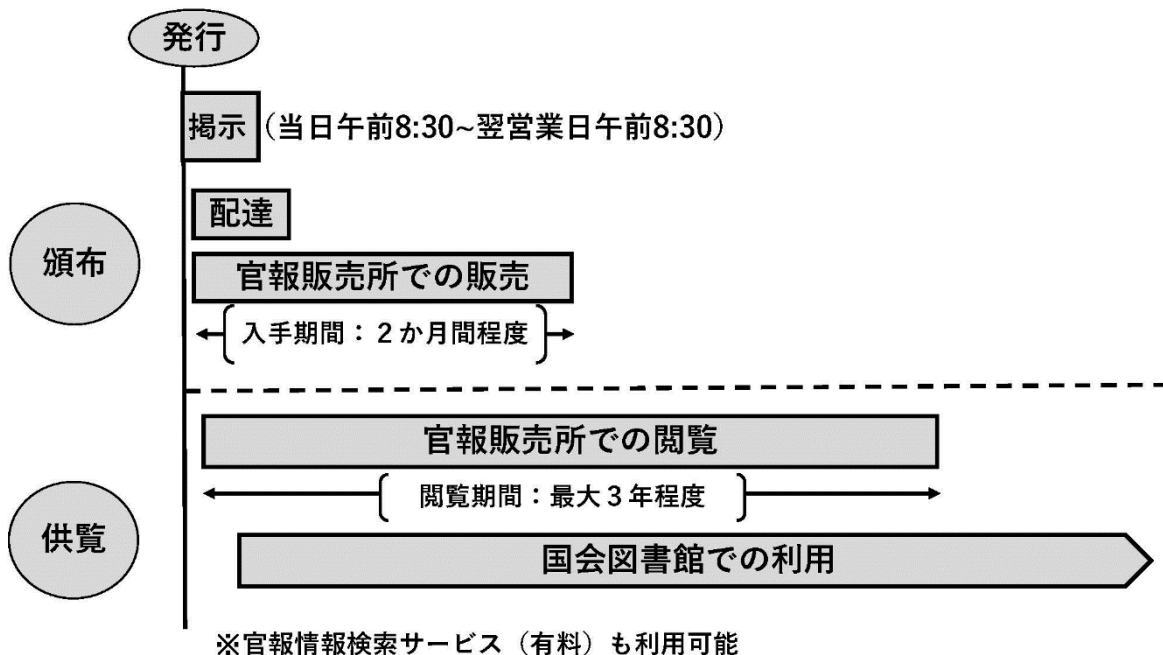 発行
掲示（当日午前8:30~翌営業日午前8:30）
配達
頒布
官報販売所での販売
入手期間：２か月間程度
官報販売所での閲覧
閲覧期間：最大３年程度
供覧
国会図書館での利用
※官報情報検索サービス（有料）も利用可能